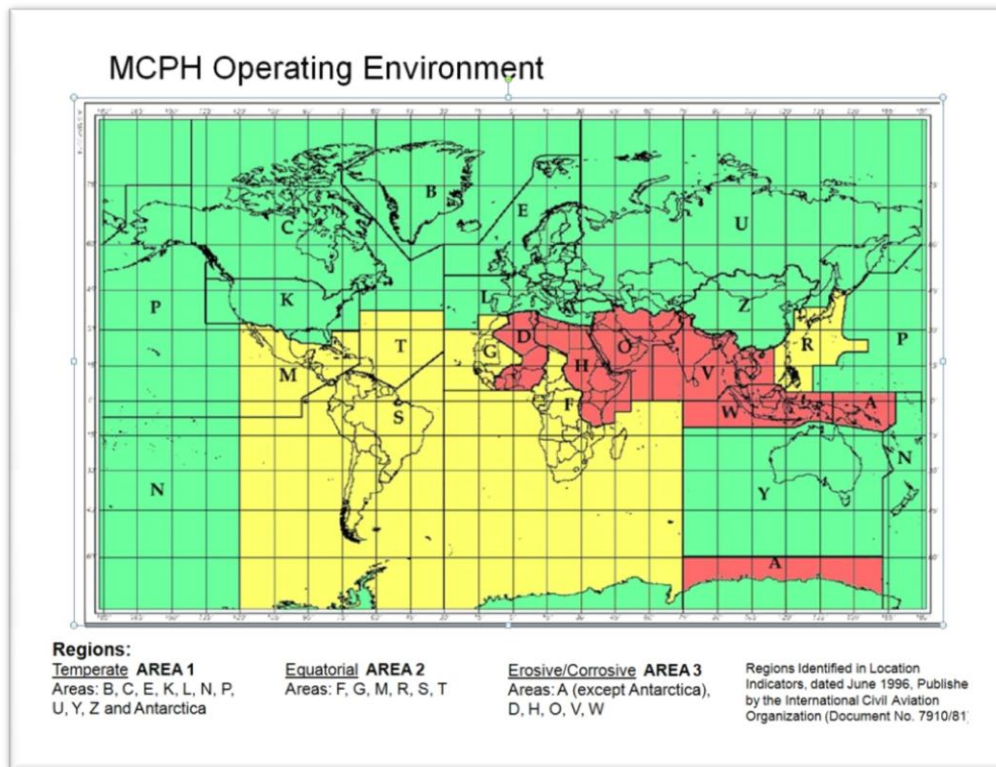 MCPH Operating Environment
B
E
C
U
P
K
L
Z
T
D
G
O
R
P
H
V
M
F
W
A
S
N
N
Y
A
Regions:
Temperate AREA 1
Areas: B, C, E, K, L, N, P,
U, Y, Z and Antarctica
Equatorial AREA 2
Areas: F, G, M, R, S, T
Erosive/Corrosive AREA 3
Areas: A (except Antarctica),
D, H, O, V, W
Regions Identified in Location
Indicators, dated June 1996, Publishe
by the International Civil Aviation
Organization (Document No. 7910/81